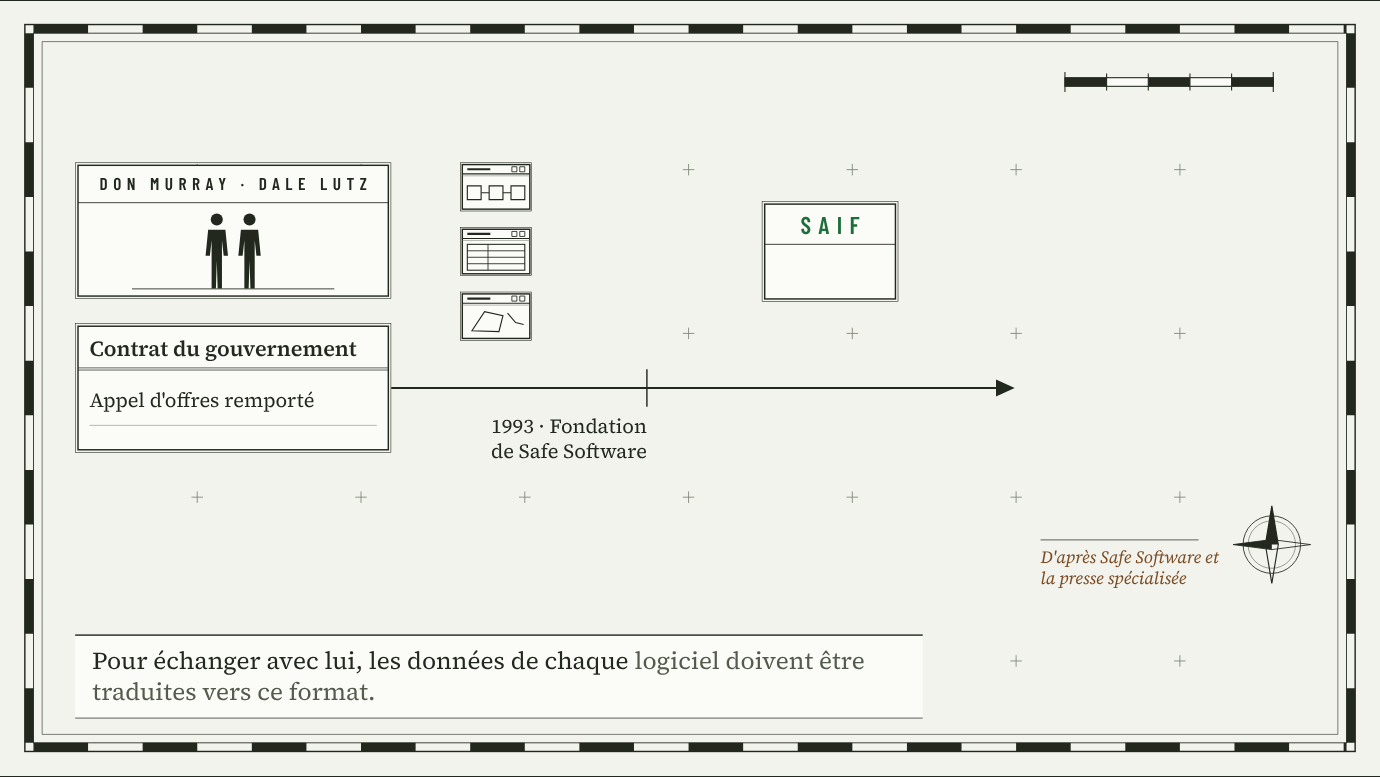 DON MURRAY · DALE LUTZ
SAIF
Contrat du gouvernement
Appel d'offres remporté
1993 · Fondation
de Safe Software
D'après Safe Software et
la presse spécialisée
Pour échanger avec lui, les données de chaque logiciel doivent être
traduites vers ce format.